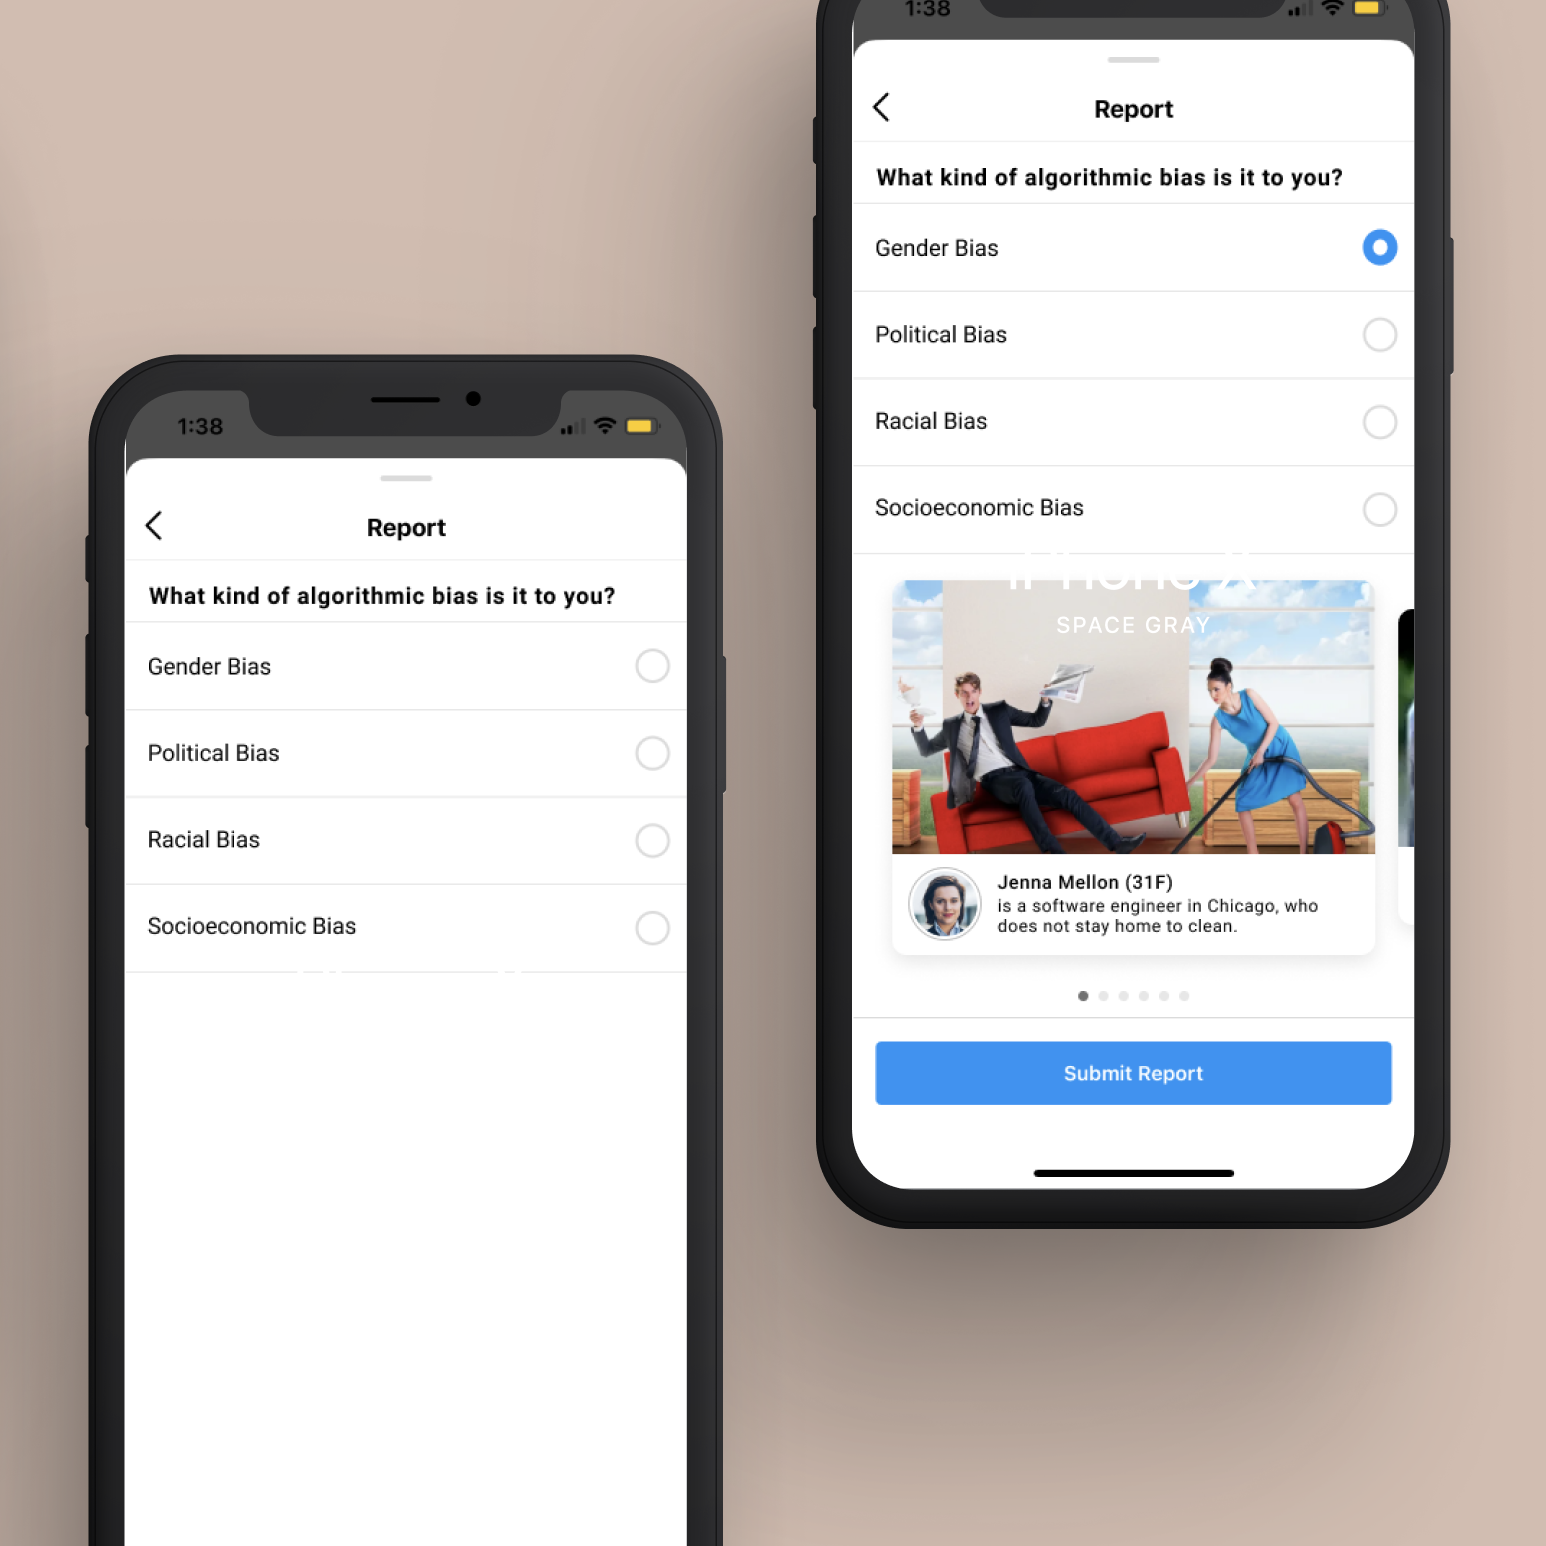 1:38
Report
What kind of algorithmic bias is it to you?
Gender Bias
Political Bias
Racial Bias
Socioeconomic Bias
1:38
Report
What kind of algorithmic bias is it to you?
Gender Bias
Political Bias
Racial Bias
Socioeconomic Bias
iPhone X
SPACE GRAY
Jenna Mellon (31F)
is a software engineer in Chicago, who
does not stay home to clean.
Submit Report